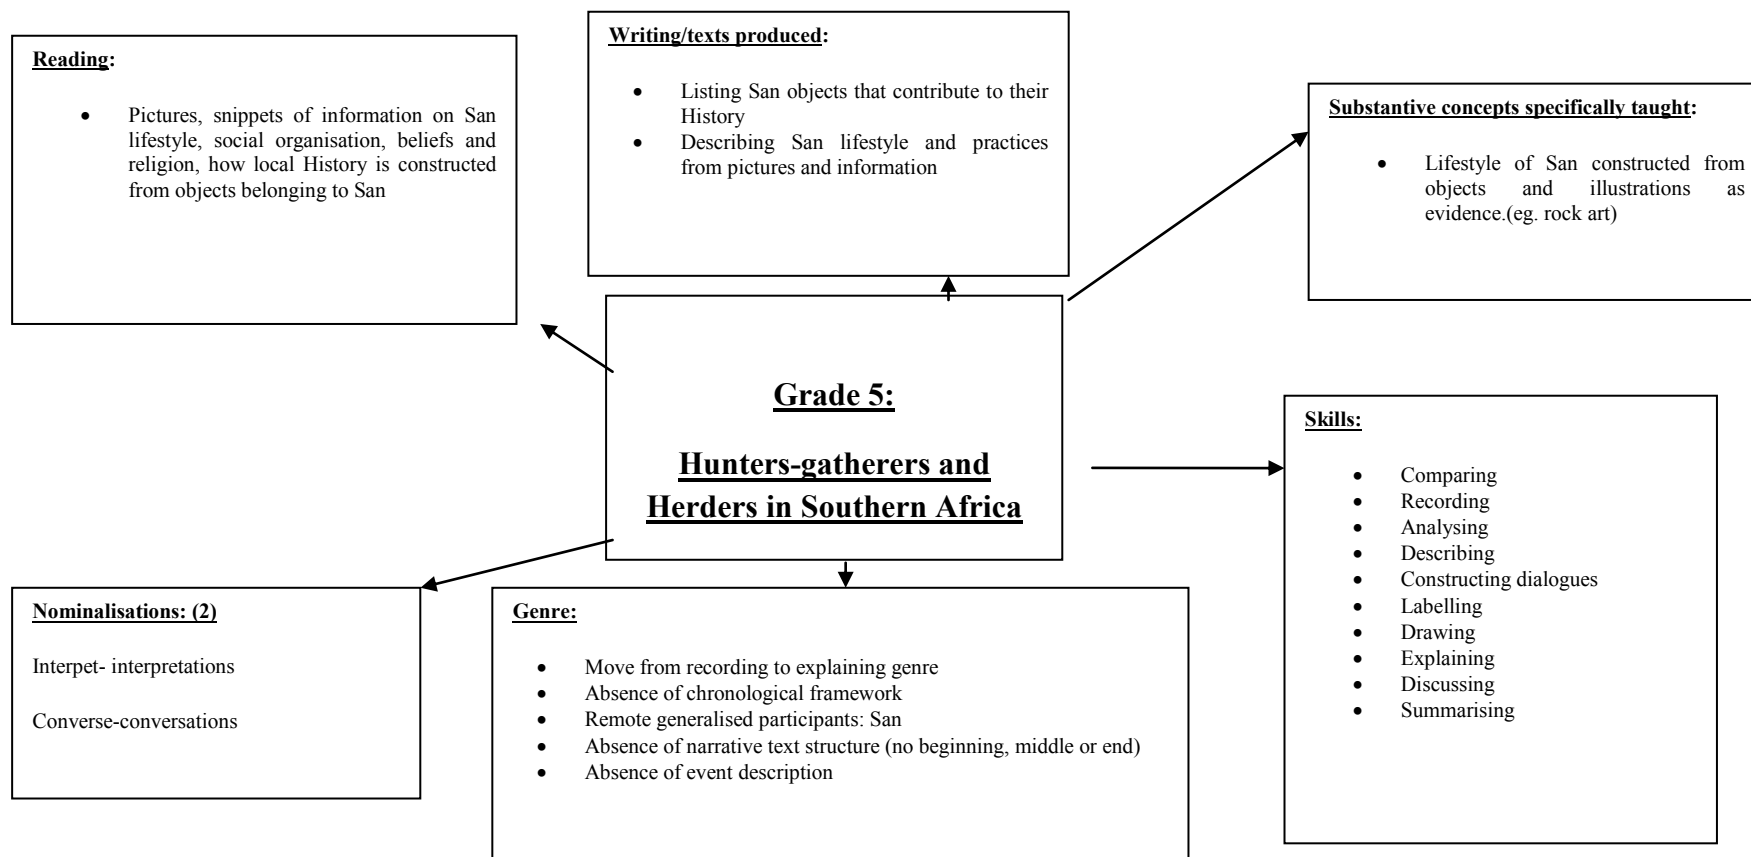 Reading:
• Pictures, snippets of information on San
lifestyle, social organisation, beliefs and
religion, how local History is constructed
from objects belonging to San
Writing/texts produced:
• Listing San objects that contribute to their
History
• Describing San lifestyle and practices
from pictures and information
Substantive concepts specifically taught:
• Lifestyle of San constructed from
objects and illustrations as
evidence.(eg. rock art)
Grade 5:
Hunters-gatherers and
Herders in Southern Africa
Skills:
• Comparing
• Recording
• Analysing
• Describing
• Constructing dialogues
• Labelling
• Drawing
• Explaining
• Discussing
• Summarising
Nominalisations: (2)
Interpet- interpretations
Converse-conversations
Genre:
• Move from recording to explaining genre
• Absence of chronological framework
• Remote generalised participants: San
• Absence of narrative text structure (no beginning, middle or end)
• Absence of event description